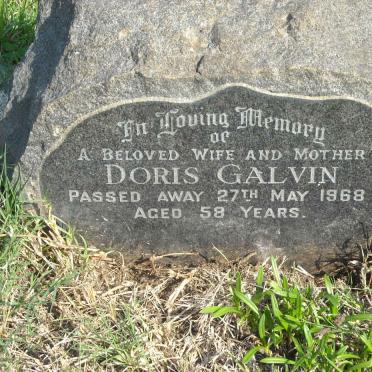 In Loving Memory
OF
A BELOVED WIFE AND MOTHER
DORIS GALVIN
PASSED AWAY 27TH MAY 1968
AGED 58 YEARS.